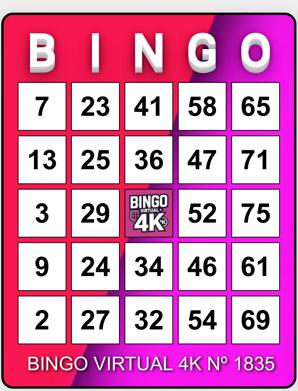 B I N G O
7 23 41 58 65
13 25 36 47 71
3 29 BINGO VIRTUAL 4K 52 75
9 24 34 46 61
2 27 32 54 69
BINGO VIRTUAL 4K Nº 1835